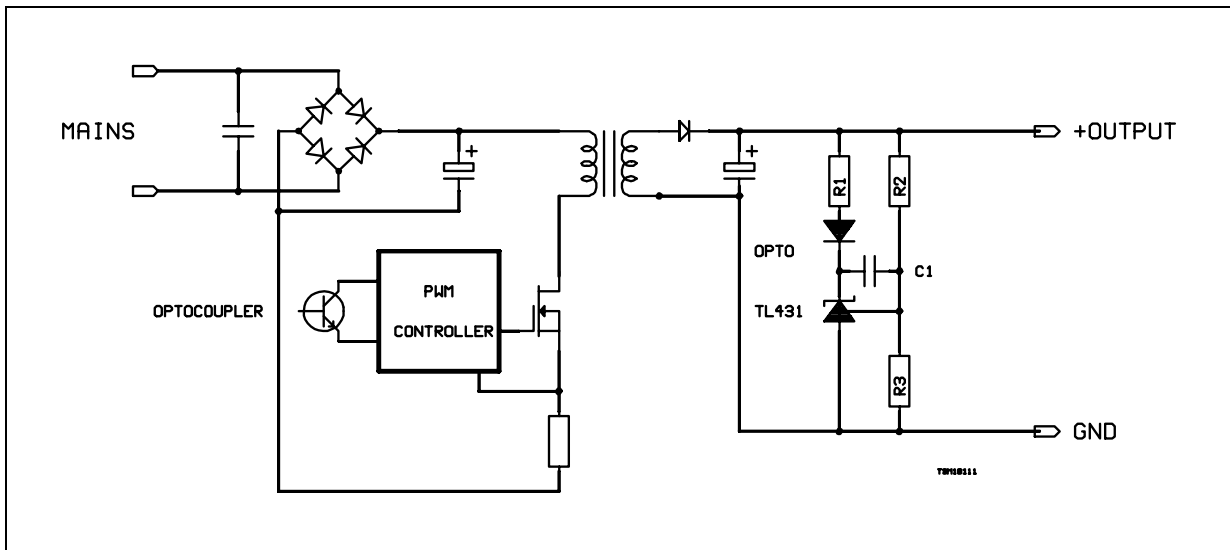 MAINS
+OUTPUT
R1
R2
OPTO
C1
PWM
CONTROLLER
OPTOCOUPLER
TL431
R3
GND